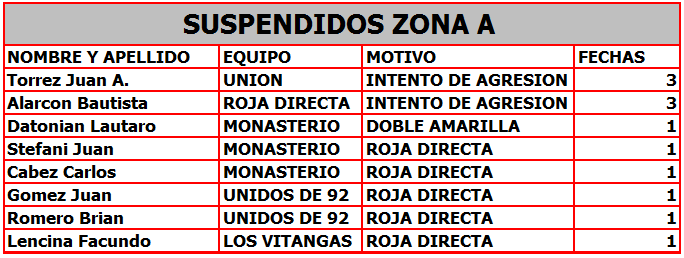 SUSPENDIDOS ZONA A
NOMBRE Y APELLIDO EQUIPO MOTIVO FECHAS
Torrez Juan A. UNION INTENTO DE AGRESION 3
Alarcon Bautista ROJA DIRECTA INTENTO DE AGRESION 3
Datonian Lautaro MONASTERIO DOBLE AMARILLA 1
Stefani Juan MONASTERIO ROJA DIRECTA 1
Cabez Carlos MONASTERIO ROJA DIRECTA 1
Gomez Juan UNIDOS DE 92 ROJA DIRECTA 1
Romero Brian UNIDOS DE 92 ROJA DIRECTA 1
Lencina Facundo LOS VITANGAS ROJA DIRECTA 1